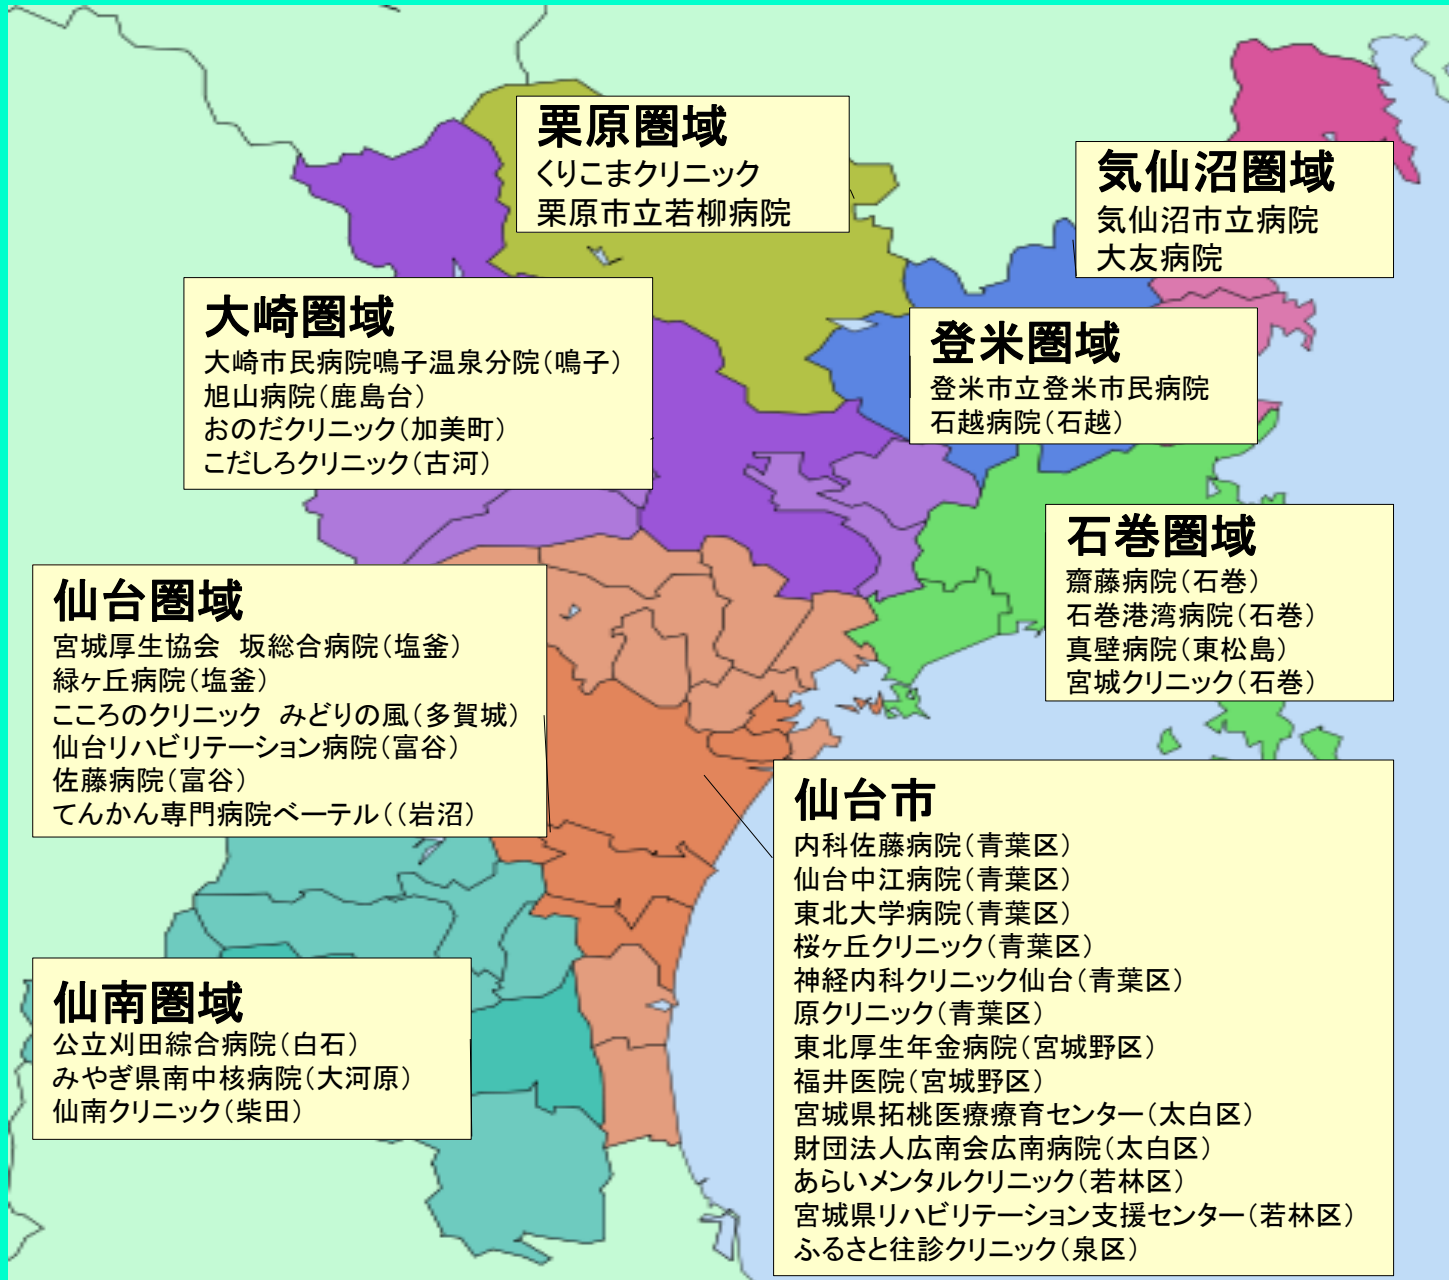 栗原圏域
くりこまクリニック
栗原市立若柳病院
気仙沼圏域
気仙沼市立病院
大友病院
大崎圏域
大崎市民病院鳴子温泉分院(鳴子)
旭山病院(鹿島台)
おのだクリニック(加美町)
こだしろクリニック(古河)
登米圏域
登米市立登米市民病院
石越病院(石越)
石巻圏域
齋藤病院(石巻)
石巻港湾病院(石巻)
真壁病院(東松島)
宮城クリニック(石巻)
仙台圏域
宮城厚生協会 坂総合病院(塩釜)
緑ヶ丘病院(塩釜)
こころのクリニック みどりの風(多賀城)
仙台リハビリテーション病院(富谷)
佐藤病院(富谷)
てんかん専門病院ベーテル((岩沼)
仙台市
内科佐藤病院(青葉区)
仙台中江病院(青葉区)
東北大学病院(青葉区)
桜ヶ丘クリニック(青葉区)
神経内科クリニック仙台(青葉区)
原クリニック(青葉区)
東北厚生年金病院(宮城野区)
福井医院(宮城野区)
宮城県拓桃医療療育センター(太白区)
財団法人広南会広南病院(太白区)
あらいメンタルクリニック(若林区)
宮城県リハビリテーション支援センター(若林区)
ふるさと往診クリニック(泉区)
仙南圏域
公立刈田綜合病院(白石)
みやぎ県南中核病院(大河原)
仙南クリニック(柴田)